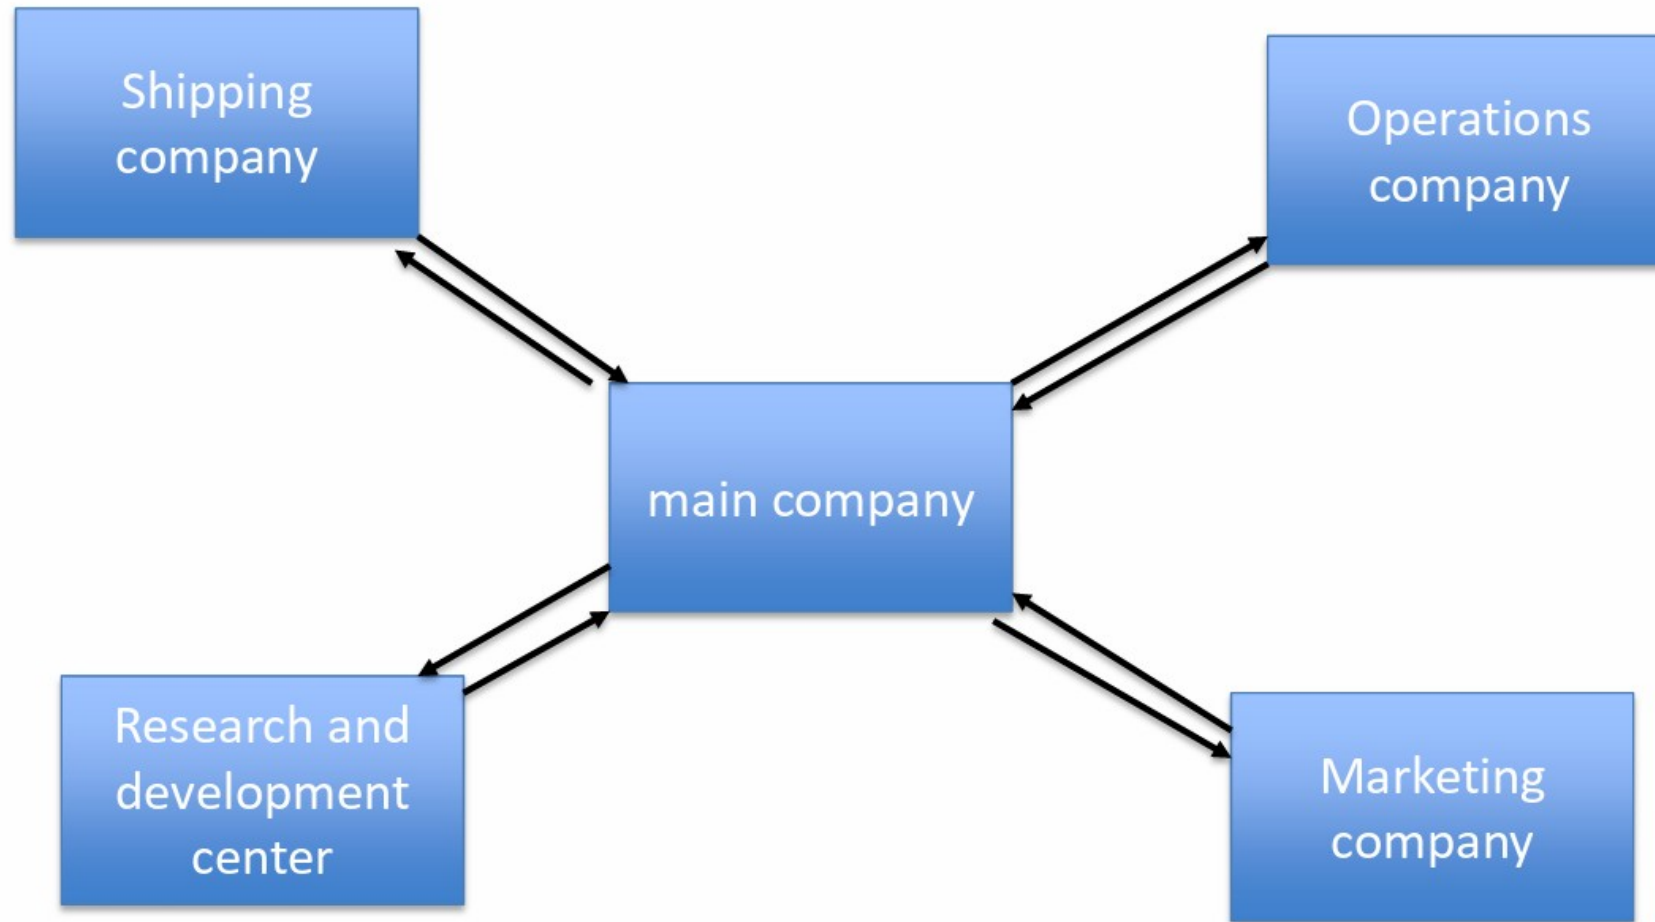 Shipping
company
Operations
company
main company
Research and
development
center
Marketing
company